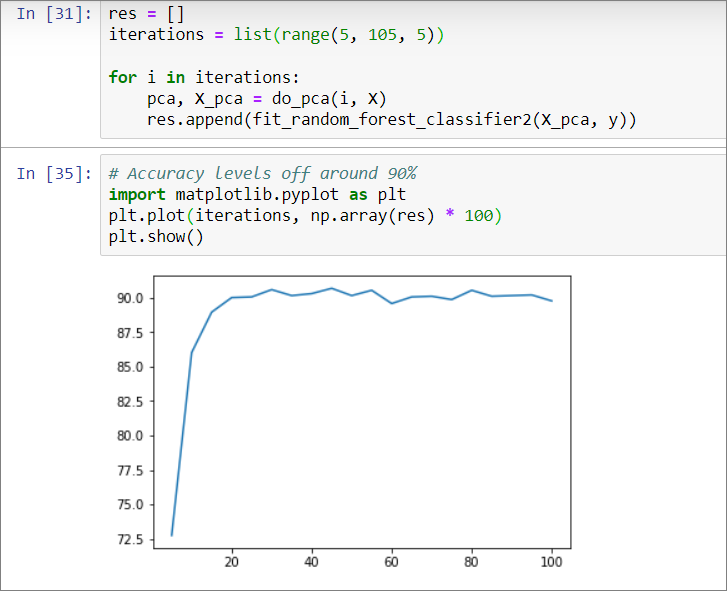 In [31]: res = []
iterations = list(range(5, 105, 5))
for i in iterations:
    pca, X_pca = do_pca(i, X)
    res.append(fit_random_forest_classifier2(X_pca, y))
In [35]: # Accuracy levels off around 90%
import matplotlib.pyplot as plt
plt.plot(iterations, np.array(res) * 100)
plt.show()
90.0
87.5
85.0
82.5
80.0
77.5
75.0
72.5
20 40 60 80 100